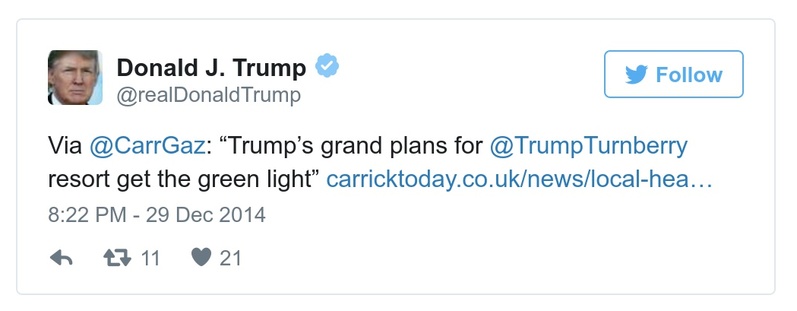 Donald J. Trump
@realDonaldTrump
Follow
Via @CarrGaz: “Trump’s grand plans for @TrumpTurnberry
resort get the green light” carricktoday.co.uk/news/local-hea…
8:22 PM - 29 Dec 2014
11 21